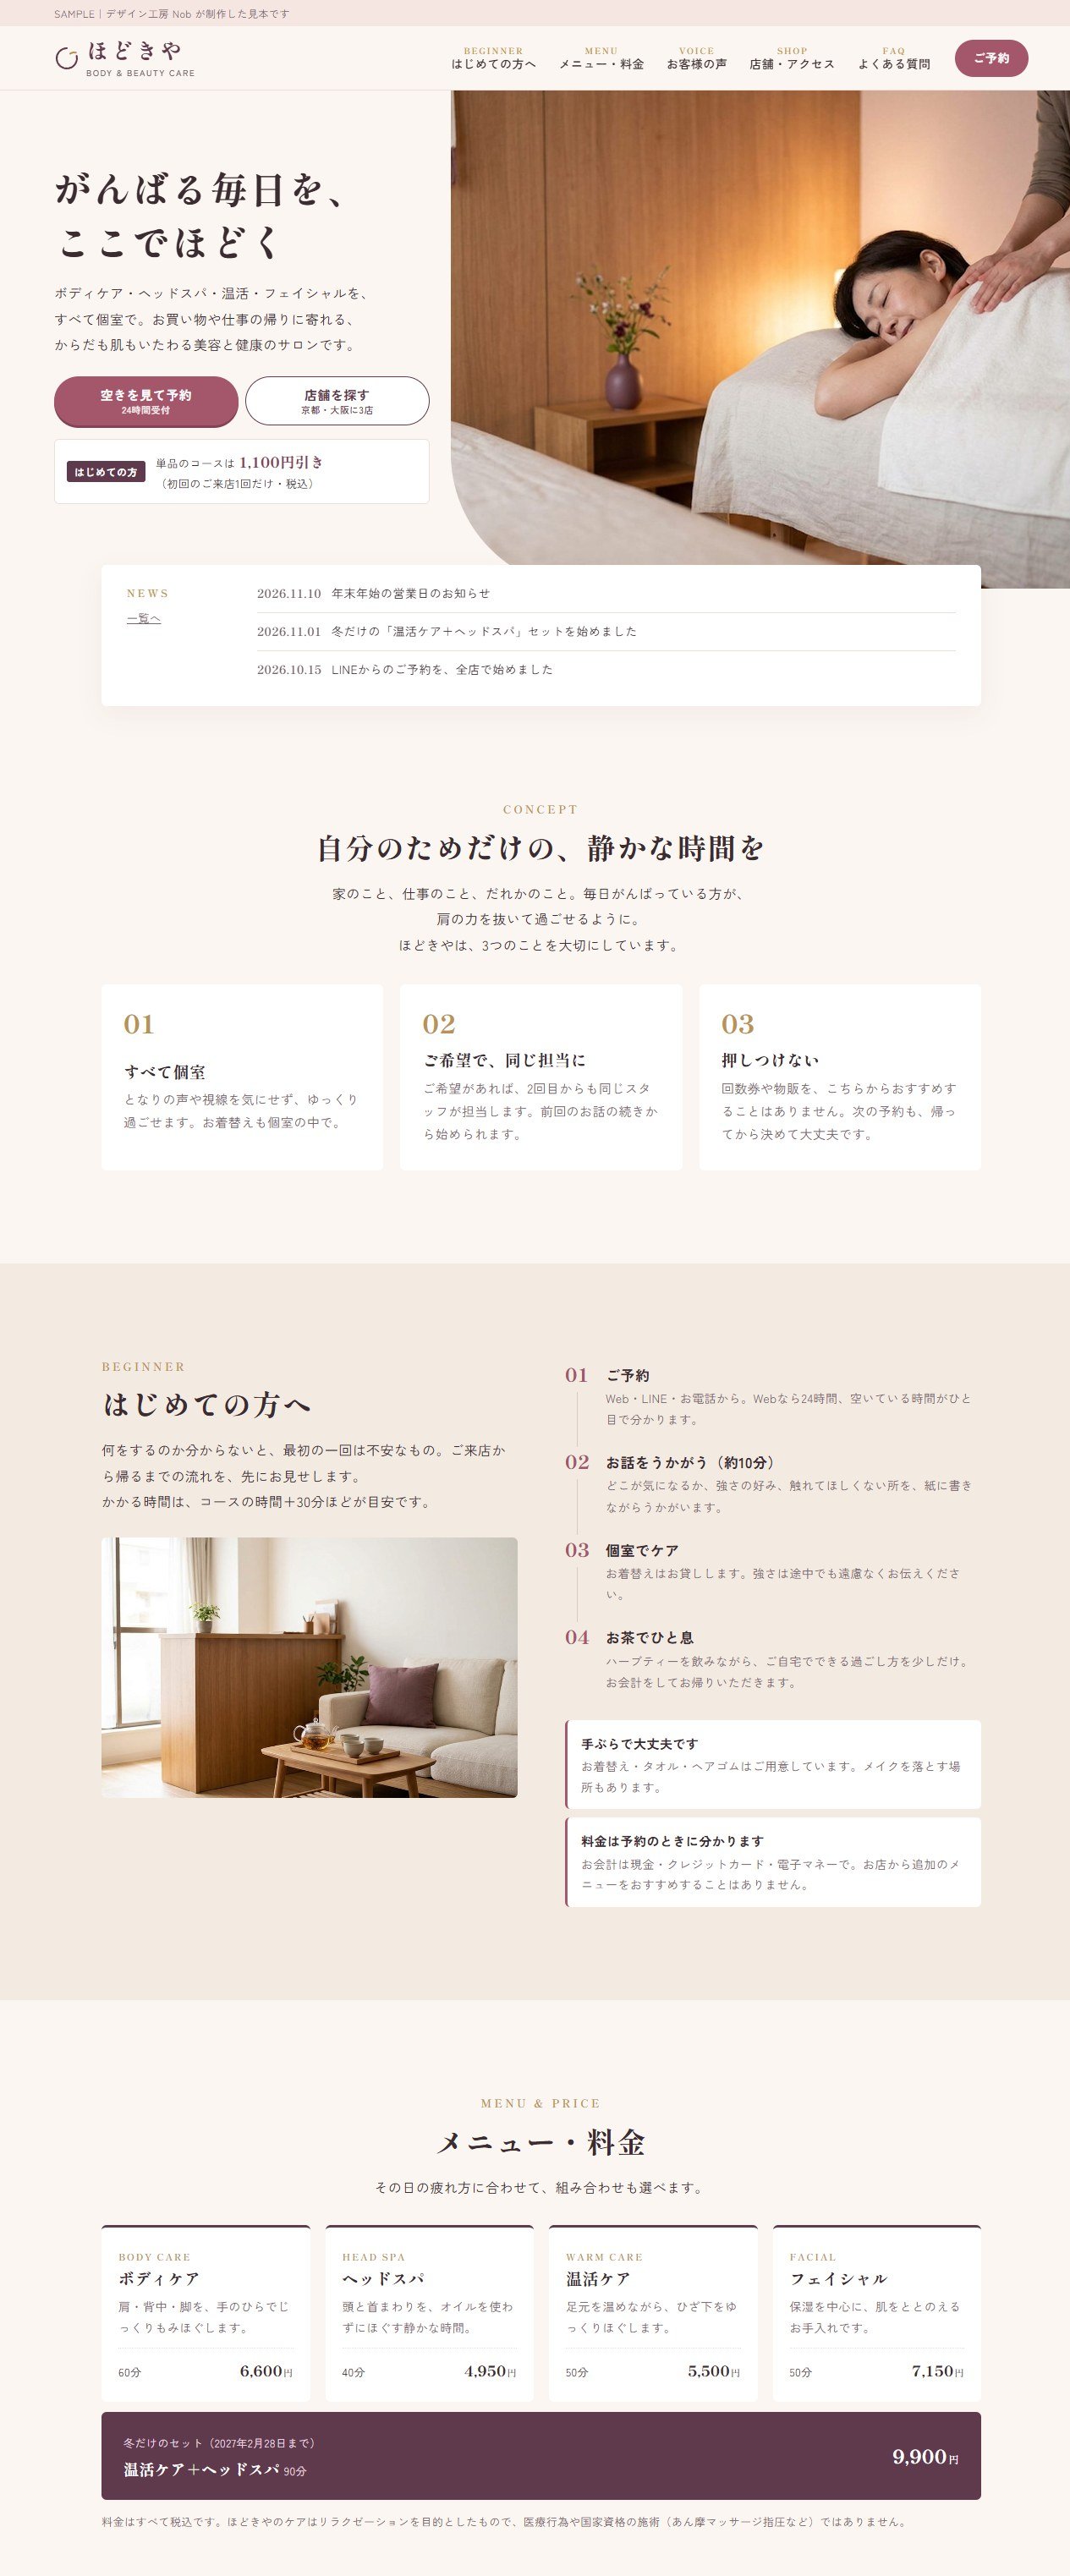 SAMPLE｜デザイン工房 Nob が制作した見本です
ほどきや
BODY & BEAUTY CARE
BEGINNER
はじめての方へ
MENU
メニュー・料金
VOICE
お客様の声
SHOP
店舗・アクセス
FAQ
よくある質問
ご予約
がんばる毎日を、
ここでほどく
ボディケア・ヘッドスパ・温活・フェイシャルを、
すべて個室で。お買い物や仕事の帰りに寄れる、
からだも肌もいたわる美容と健康のサロンです。
空きを見て予約
24時間受付
店舗を探す
京都・大阪に3店
はじめての方
単品のコースは 1,100円引き
（初回のご来店1回だけ・税込）
NEWS
一覧へ
2026.11.10 年末年始の営業日のお知らせ
2026.11.01 冬だけの「温活ケア＋ヘッドスパ」セットを始めました
2026.10.15 LINEからのご予約を、全店で始めました
CONCEPT
自分のためだけの、静かな時間を
家のこと、仕事のこと、だれかのこと。毎日がんばっている方が、
肩の力を抜いて過ごせるように。
ほどきやは、3つのことを大切にしています。
01
すべて個室
となりの声や視線を気にせず、ゆっくり
過ごせます。お着替えも個室の中で。
02
ご希望で、同じ担当に
ご希望があれば、2回目からも同じスタ
ッフが担当します。前回のお話の続きか
ら始められます。
03
押しつけない
回数券や物販を、こちらからおすすめす
ることはありません。次の予約も、帰っ
てから決めて大丈夫です。
BEGINNER
はじめての方へ
何をするのか分からないと、最初の一回は不安なもの。ご来店か
ら帰るまでの流れを、先にお見せします。
かかる時間は、コースの時間＋30分ほどが目安です。
01 ご予約
Web・LINE・お電話から。Webなら24時間、空いている時間がひと
目で分かります。
02 お話をうかがう（約10分）
どこが気になるか、強さの好み、触れてほしくない所を、紙に書き
ながらうかがいます。
03 個室でケア
お着替えはお貸しします。強さは途中でも遠慮なくお伝えくださ
い。
04 お茶でひと息
ハーブティーを飲みながら、ご自宅でできる過ごし方を少しだけ。
お会計をしてお帰りいただきます。
手ぶらで大丈夫です
お着替え・タオル・ヘアゴムはご用意しています。メイクを落とす場
所もあります。
料金は予約のときに分かります
お会計は現金・クレジットカード・電子マネーで。お店から追加のメ
ニューをおすすめすることはありません。
MENU & PRICE
メニュー・料金
その日の疲れ方に合わせて、組み合わせも選べます。
BODY CARE
ボディケア
肩・背中・脚を、手のひらでじ
っくりもみほぐします。
60分 6,600円
HEAD SPA
ヘッドスパ
頭と首まわりを、オイルを使わ
ずにほぐす静かな時間。
40分 4,950円
WARM CARE
温活ケア
足元を温めながら、ひざ下をゆ
っくりほぐします。
50分 5,500円
FACIAL
フェイシャル
保湿を中心に、肌をととのえる
お手入れです。
50分 7,150円
冬だけのセット（2027年2月28日まで）
温活ケア＋ヘッドスパ 90分
9,900円
料金はすべて税込です。ほどきやのケアはリラクゼーションを目的としたもので、医療行為や国家資格の施術（あん摩マッサージ指圧など）ではありません。